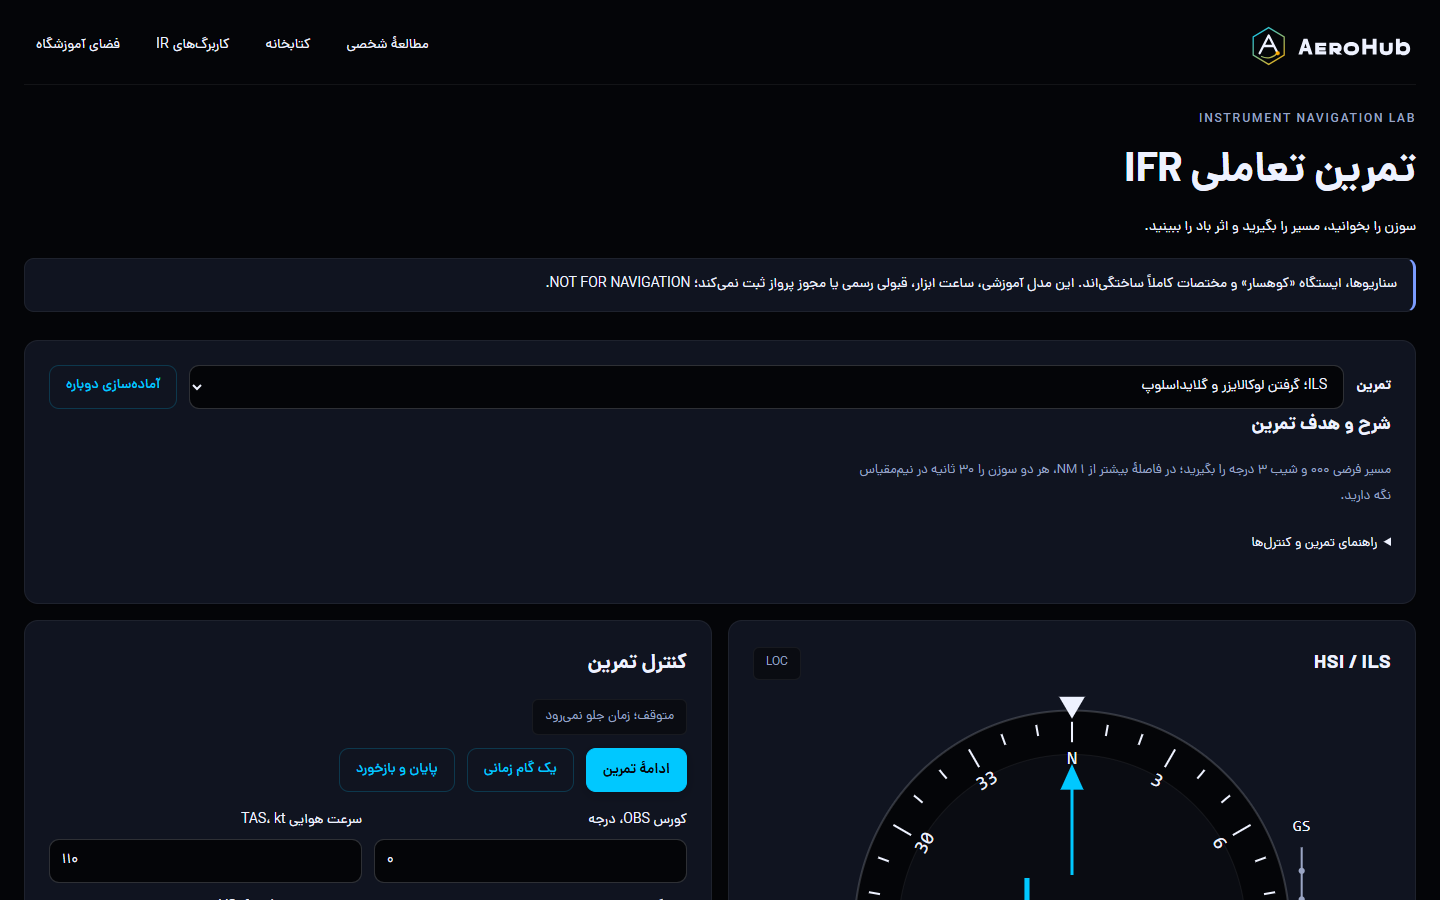 AEROHUB
مطالعهٔ شخصی
کتابخانه
کاربرگ‌های IR
فضای آموزشگاه
INSTRUMENT NAVIGATION LAB
تمرین تعاملی IFR
سوزن را بخوانید، مسیر را بگیرید و اثر باد را ببینید.
سناریوها، ایستگاه «کوهسار» و مختصات کاملاً ساختگی‌اند. این مدل آموزشی، ساعت ابزار، قبولی رسمی یا مجوز پرواز ثبت نمی‌کند؛ NOT FOR NAVIGATION.
تمرین
ILS؛ گرفتن لوکالایزر و گلایداسلوپ
آماده‌سازی دوباره
شرح و هدف تمرین
مسیر فرضی ۰۰۰ و شیب ۳ درجه را بگیرید؛ در فاصلهٔ بیشتر از ۱ NM، هر دو سوزن را ۳۰ ثانیه در نیم‌مقیاس
نگه دارید.
راهنمای تمرین و کنترل‌ها
HSI / ILS
LOC
N
33
3
30
6
GS
کنترل تمرین
متوقف؛ زمان جلو نمی‌رود
ادامهٔ تمرین
یک گام زمانی
پایان و بازخورد
کورس OBS، درجه
۰
سرعت هوایی TAS، kt
۱۱۰